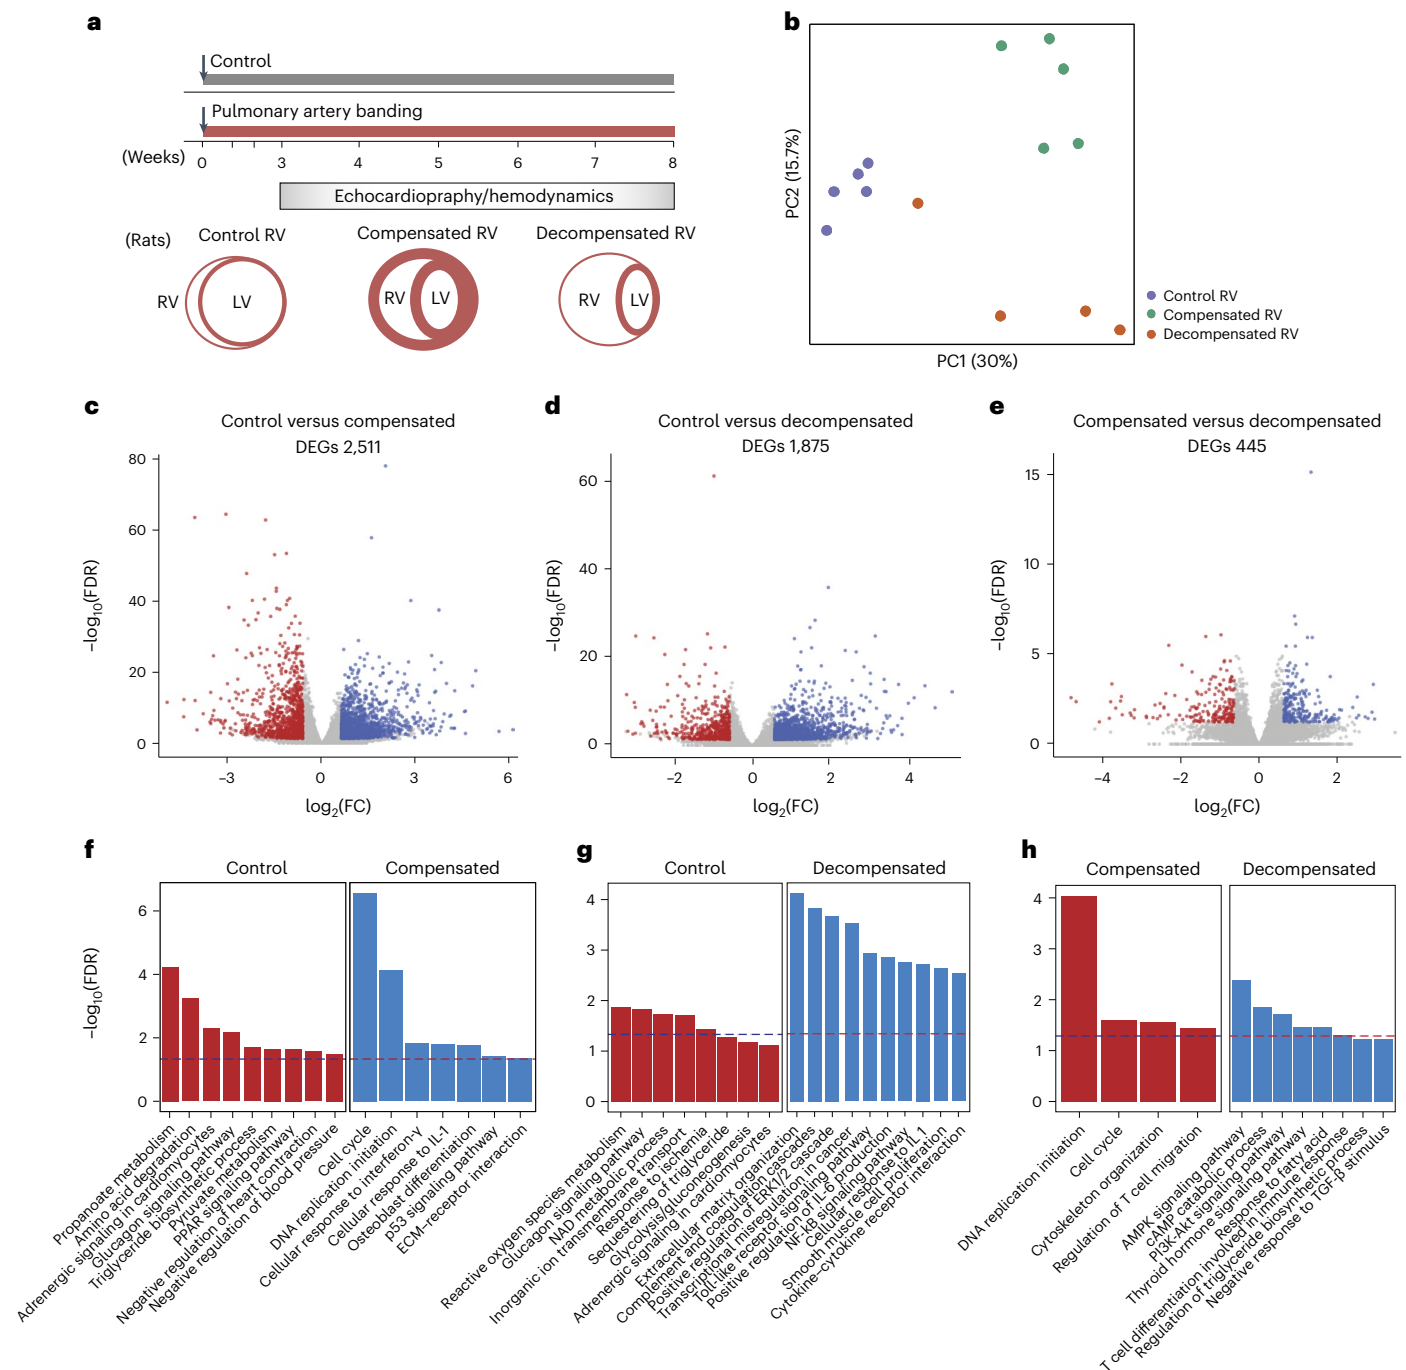 a
Control
Pulmonary artery banding
(Weeks)
0 3 4 5 6 7 8
Echocardiopraphy/hemodynamics
(Rats)
Control RV
Compensated RV
Decompensated RV
RV
LV
RV
LV
RV
LV
b
PC2 (15.7%)
PC1 (30%)
Control RV
Compensated RV
Decompensated RV
c
Control versus compensated
DEGs 2,511
–log10(FDR)
80
60
40
20
0
–3 0 3 6
log2(FC)
d
Control versus decompensated
DEGs 1,875
–log10(FDR)
60
40
20
0
–2 0 2 4
log2(FC)
e
Compensated versus decompensated
DEGs 445
–log10(FDR)
15
10
5
0
–4 –2 0 2
log2(FC)
f
Control
Compensated
–log10(FDR)
6
4
2
0
Propanoate metabolism
Amino acid degradation
Adrenergic signaling in cardiomyocytes
Glucagon signaling pathway
Triglyceride biosynthetic process
Pyruvate metabolism
PPAR signaling pathway
Negative regulation of heart contraction
Negative regulation of blood pressure
Cell cycle
DNA replication initiation
Cellular response to interferon-γ
Cellular response to IL-1
Osteoblast differentiation
p53 signaling pathway
ECM–receptor interaction
g
Control
Decompensated
4
3
2
1
0
Reactive oxygen species metabolism
Glucagon signaling pathway
NAD metabolic process
Inorganic ion transmembrane transport
Response to ischemia
Sequestering of triglyceride
Glycolysis/gluconeogenesis
Adrenergic signaling in cardiomyocytes
Extracellular matrix organization
Complement and coagulation cascades
Positive regulation of ERK1/2 cascade
Transcriptional misregulation in cancer
Toll-like receptor signaling pathway
Positive regulation of IL-6 production
NF-κB signaling pathway
Cellular response to IL1
Smooth muscle cell proliferation
Cytokine–cytokine receptor interaction
h
Compensated
Decompensated
4
3
2
1
0
DNA replication initiation
Cell cycle
Cytoskeleton organization
Regulation of T cell migration
AMPK signaling pathway
cAMP catabolic process
PI3K-Akt signaling pathway
Thyroid hormone signaling pathway
Response to fatty acid
T cell differentiation involved in immune response
Regulation of triglyceride biosynthetic process
Negative response to TGF-β stimulus